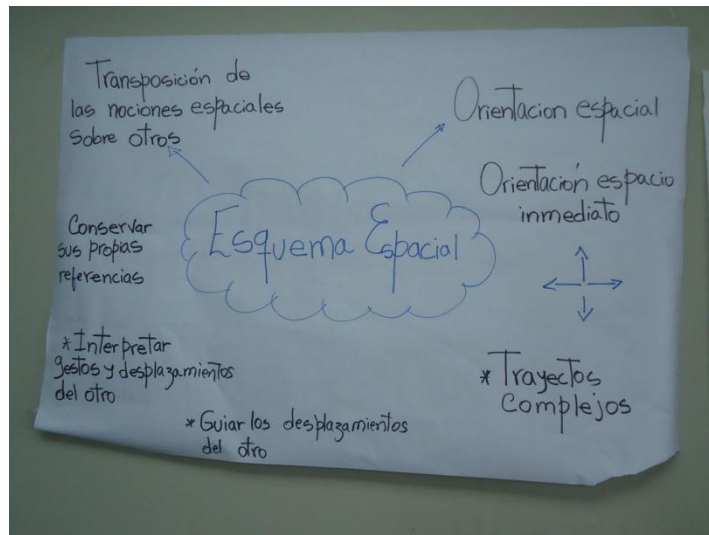 Transposición de
las nociones espaciales
sobre otros
Orientacion espacial
Orientación espacio
inmediato
Esquema Espacial
Conservar
sus propias
referencias
*Interpretar
gestos y desplazamientos
del otro
*Guiar los desplazamientos
del otro
*Trayectos
Complejos